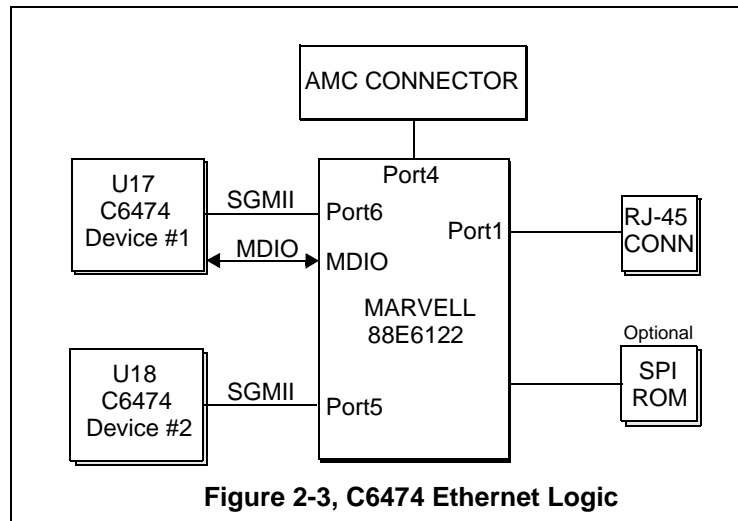 AMC CONNECTOR
Port4
U17
C6474
Device #1
SGMII
Port6
MDIO
MDIO
Port1
RJ-45
CONN
MARVELL
88E6122
Optional
SPI
ROM
U18
C6474
Device #2
SGMII
Port5
Figure 2-3, C6474 Ethernet Logic